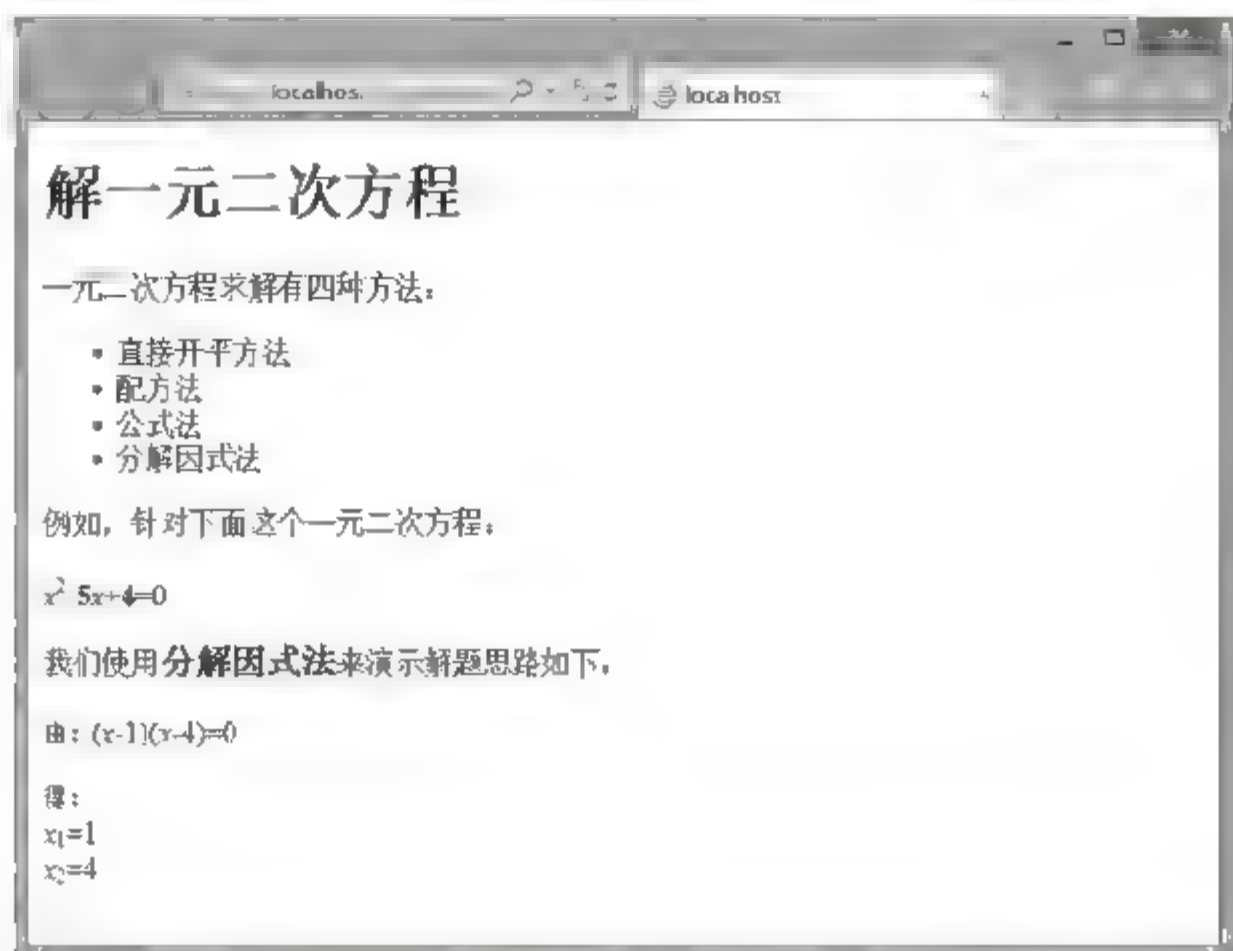 localhost
localhost
解一元二次方程
一元二次方程求解有四种方法：
• 直接开平方法
• 配方法
• 公式法
• 分解因式法
例如，针对下面这个一元二次方程：
x² 5x+4=0
我们使用分解因式法来演示解题思路如下。
由：(x-1)(x-4)=0
得：
x₁=1
x₂=4